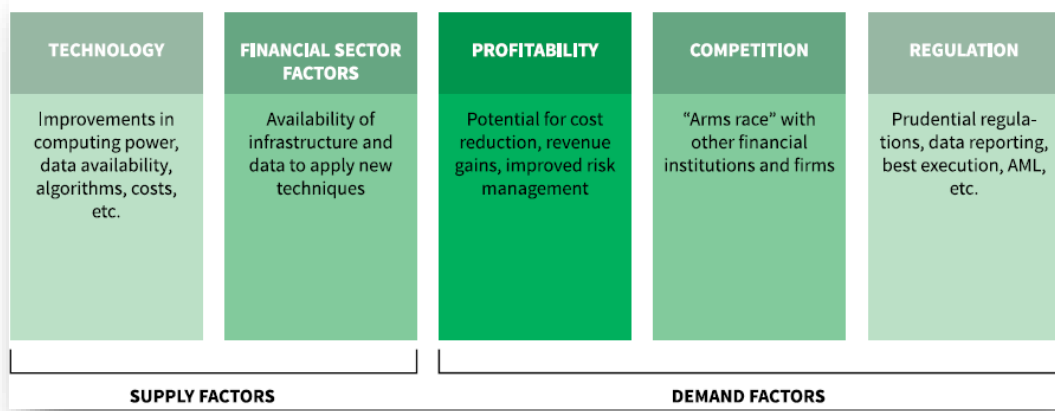 TECHNOLOGY
Improvements in
computing power,
data availability,
algorithms, costs,
etc.
FINANCIAL SECTOR
FACTORS
Availability of
infrastructure and
data to apply new
techniques
PROFITABILITY
Potential for cost
reduction, revenue
gains, improved risk
management
COMPETITION
“Arms race” with
other financial
institutions and firms
REGULATION
Prudential regula-
tions, data reporting,
best execution, AML,
etc.
SUPPLY FACTORS
DEMAND FACTORS